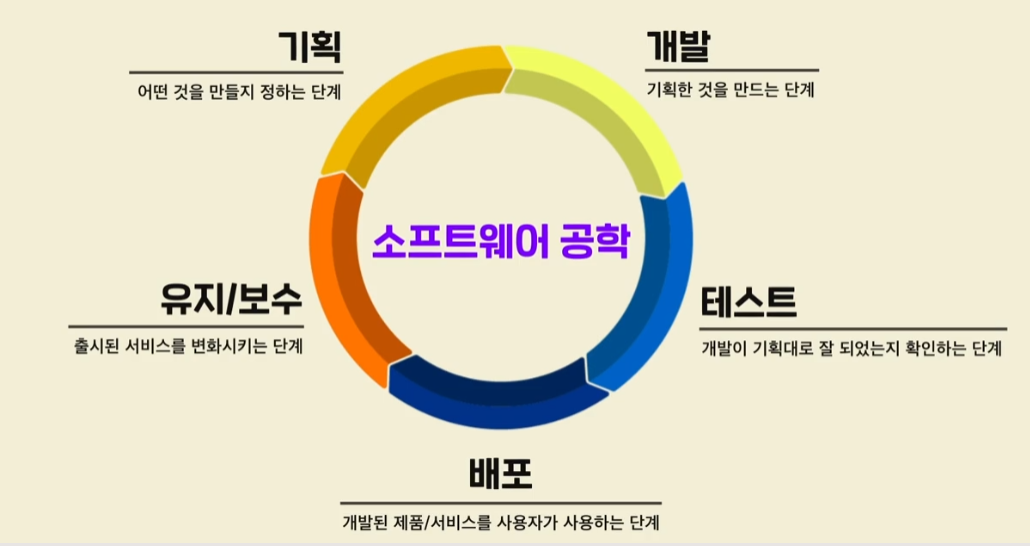 기획
어떤 것을 만들지 정하는 단계
개발
기획한 것을 만드는 단계
소프트웨어 공학
유지/보수
출시된 서비스를 변화시키는 단계
테스트
개발이 기획대로 잘 되었는지 확인하는 단계
배포
개발된 제품/서비스를 사용자가 사용하는 단계